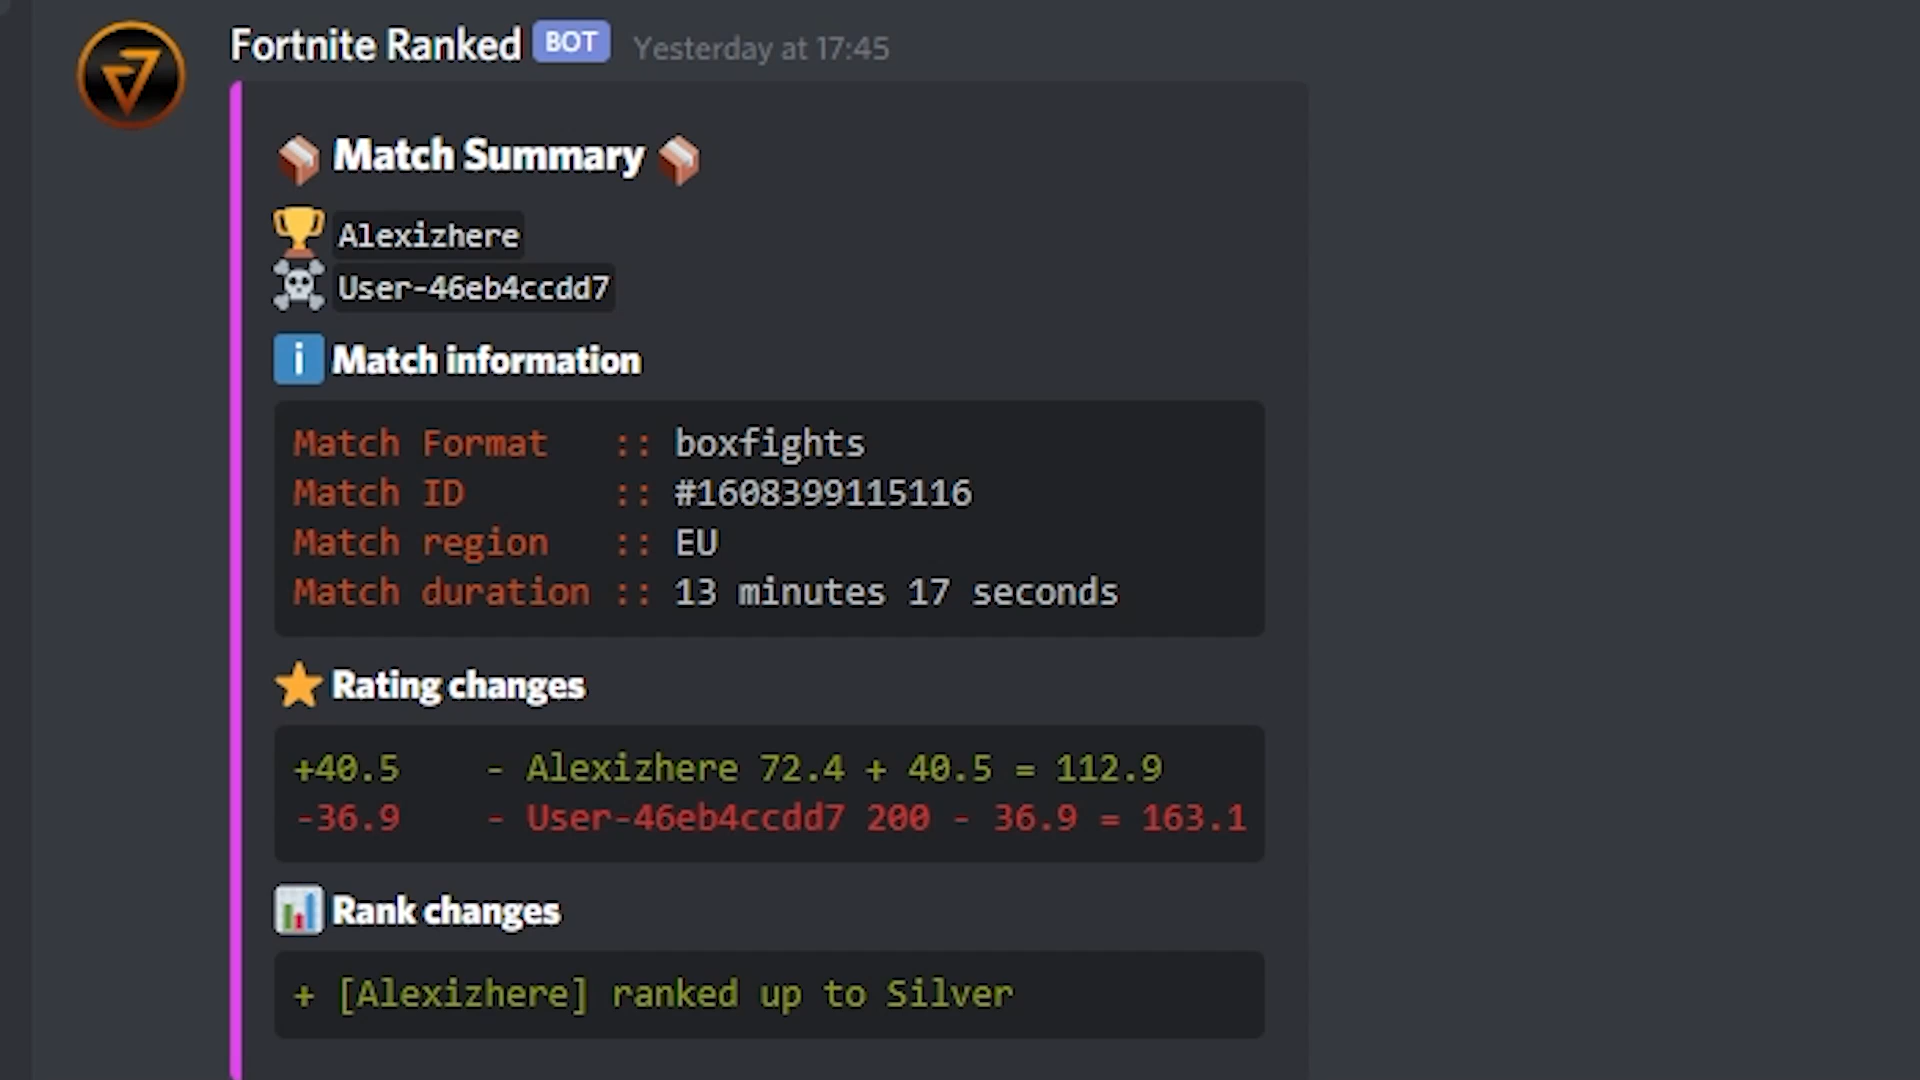 Fortnite Ranked BOT Yesterday at 17:45
Match Summary
Alexizhere
User-46eb4ccdd7
Match information
Match Format :: boxfights
Match ID :: #1608399115116
Match region :: EU
Match duration :: 13 minutes 17 seconds
Rating changes
+40.5 - Alexizhere 72.4 + 40.5 = 112.9
-36.9 - User-46eb4ccdd7 200 - 36.9 = 163.1
Rank changes
+ [Alexizhere] ranked up to Silver